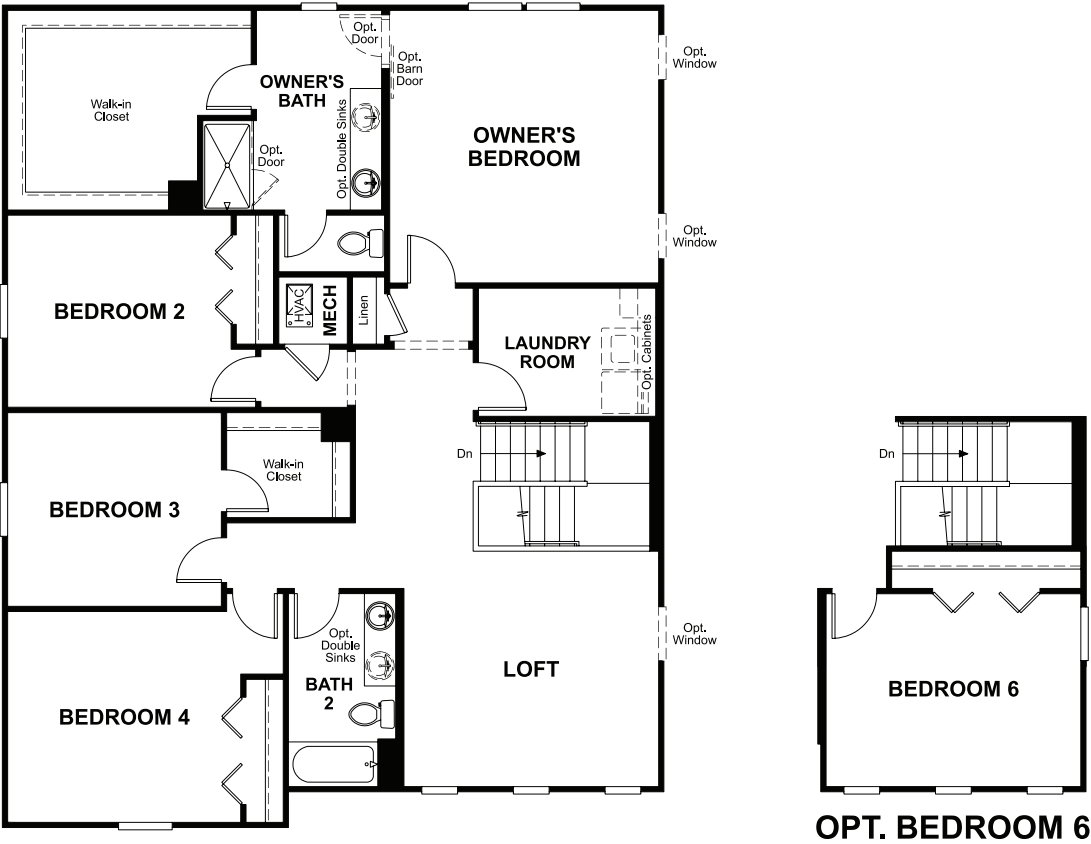 Walk-in
Closet
OWNER'S
BATH
Opt.
Door
Opt.
Barn
Door
Opt. Double Sinks
Opt.
Door
OWNER'S
BEDROOM
Opt.
Window
Opt.
Window
BEDROOM 2
HVAC
MECH
Linen
LAUNDRY
ROOM
Opt. Cabinets
BEDROOM 3
Walk-in
Closet
Dn
BEDROOM 4
Opt.
Double
Sinks
BATH
2
LOFT
Opt.
Window
Dn
BEDROOM 6
OPT. BEDROOM 6